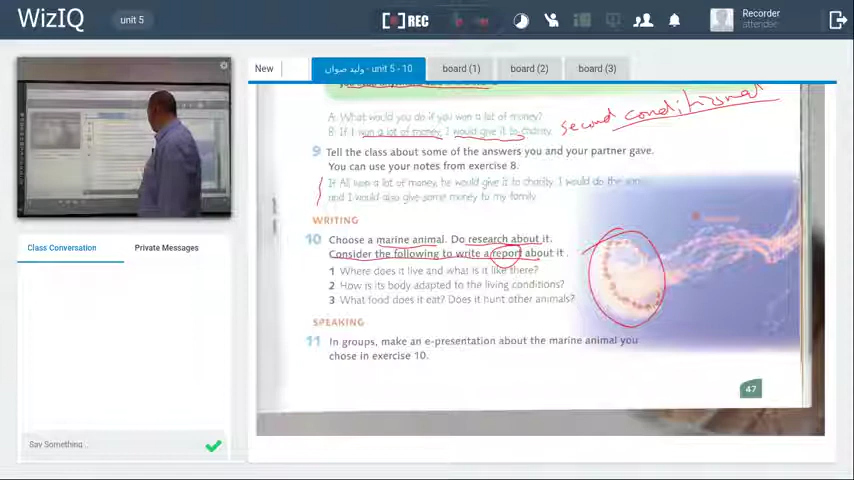 WizIQ
unit 5
REC
Recorder
attendee
New
وليد صوان - unit 5 - 10
board (1)
board (2)
board (3)
A: What would you do if you won a lot of money?
B: If I won a lot of money, I would give it to charity.
second conditional
9 Tell the class about some of the answers you and your partner gave.
You can use your notes from exercise 8.
If Ali won a lot of money, he would give it to charity. I would do the same
and I would also give some money to my family.
WRITING
10 Choose a marine animal. Do research about it.
Consider the following to write a report about it.
1 Where does it live and what is it like there?
2 How is its body adapted to the living conditions?
3 What food does it eat? Does it hunt other animals?
SPEAKING
11 In groups, make an e-presentation about the marine animal you
chose in exercise 10.
47
Class Conversation
Private Messages
Say Something...